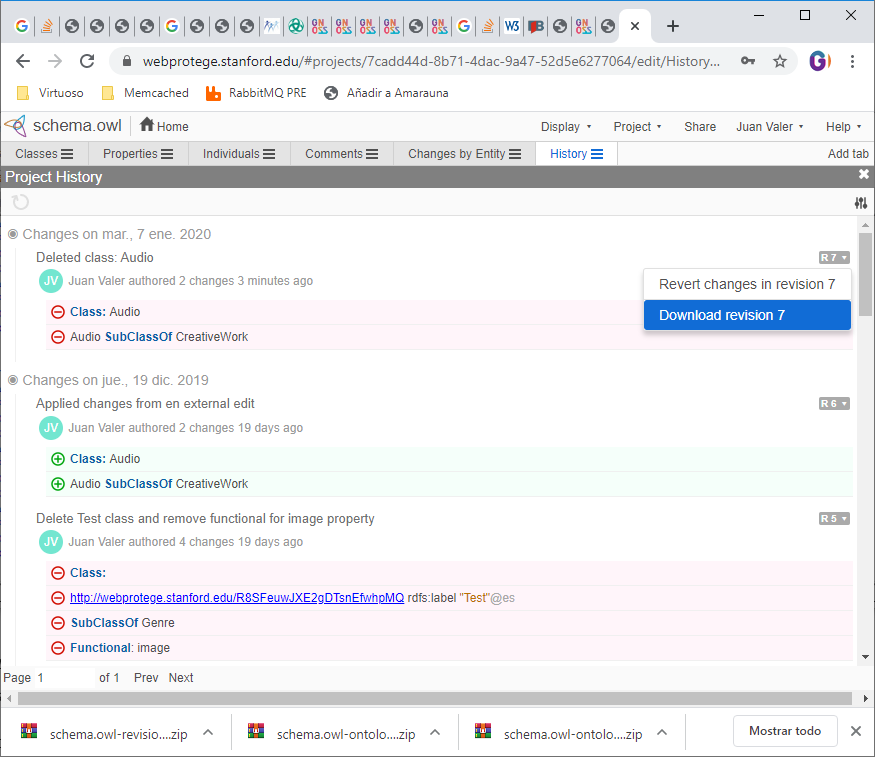 webprotege.stanford.edu/#projects/7cadd44d-8b71-4dac-9a47-52d5e6277064/edit/History...
Virtuoso Memcached RabbitMQ PRE Añadir a Amarauna
schema.owl Home Display Project Share Juan Valer Help
Classes Properties Individuals Comments Changes by Entity History Add tab
Project History
Changes on mar., 7 ene. 2020
Deleted class: Audio R 7
JV Juan Valer authored 2 changes 3 minutes ago
Revert changes in revision 7
Download revision 7
Class: Audio
Audio SubClassOf CreativeWork
Changes on jue., 19 dic. 2019
Applied changes from en external edit R 6
JV Juan Valer authored 2 changes 19 days ago
Class: Audio
Audio SubClassOf CreativeWork
Delete Test class and remove functional for image property R 5
JV Juan Valer authored 4 changes 19 days ago
Class:
http://webprotege.stanford.edu/R8SFeuwJXE2gDTsnEfwhpMQ rdfs:label "Test"@es
SubClassOf Genre
Functional: image
Page 1 of 1 Prev Next
schema.owl-revisio....zip schema.owl-ontolo....zip schema.owl-ontolo....zip Mostrar todo